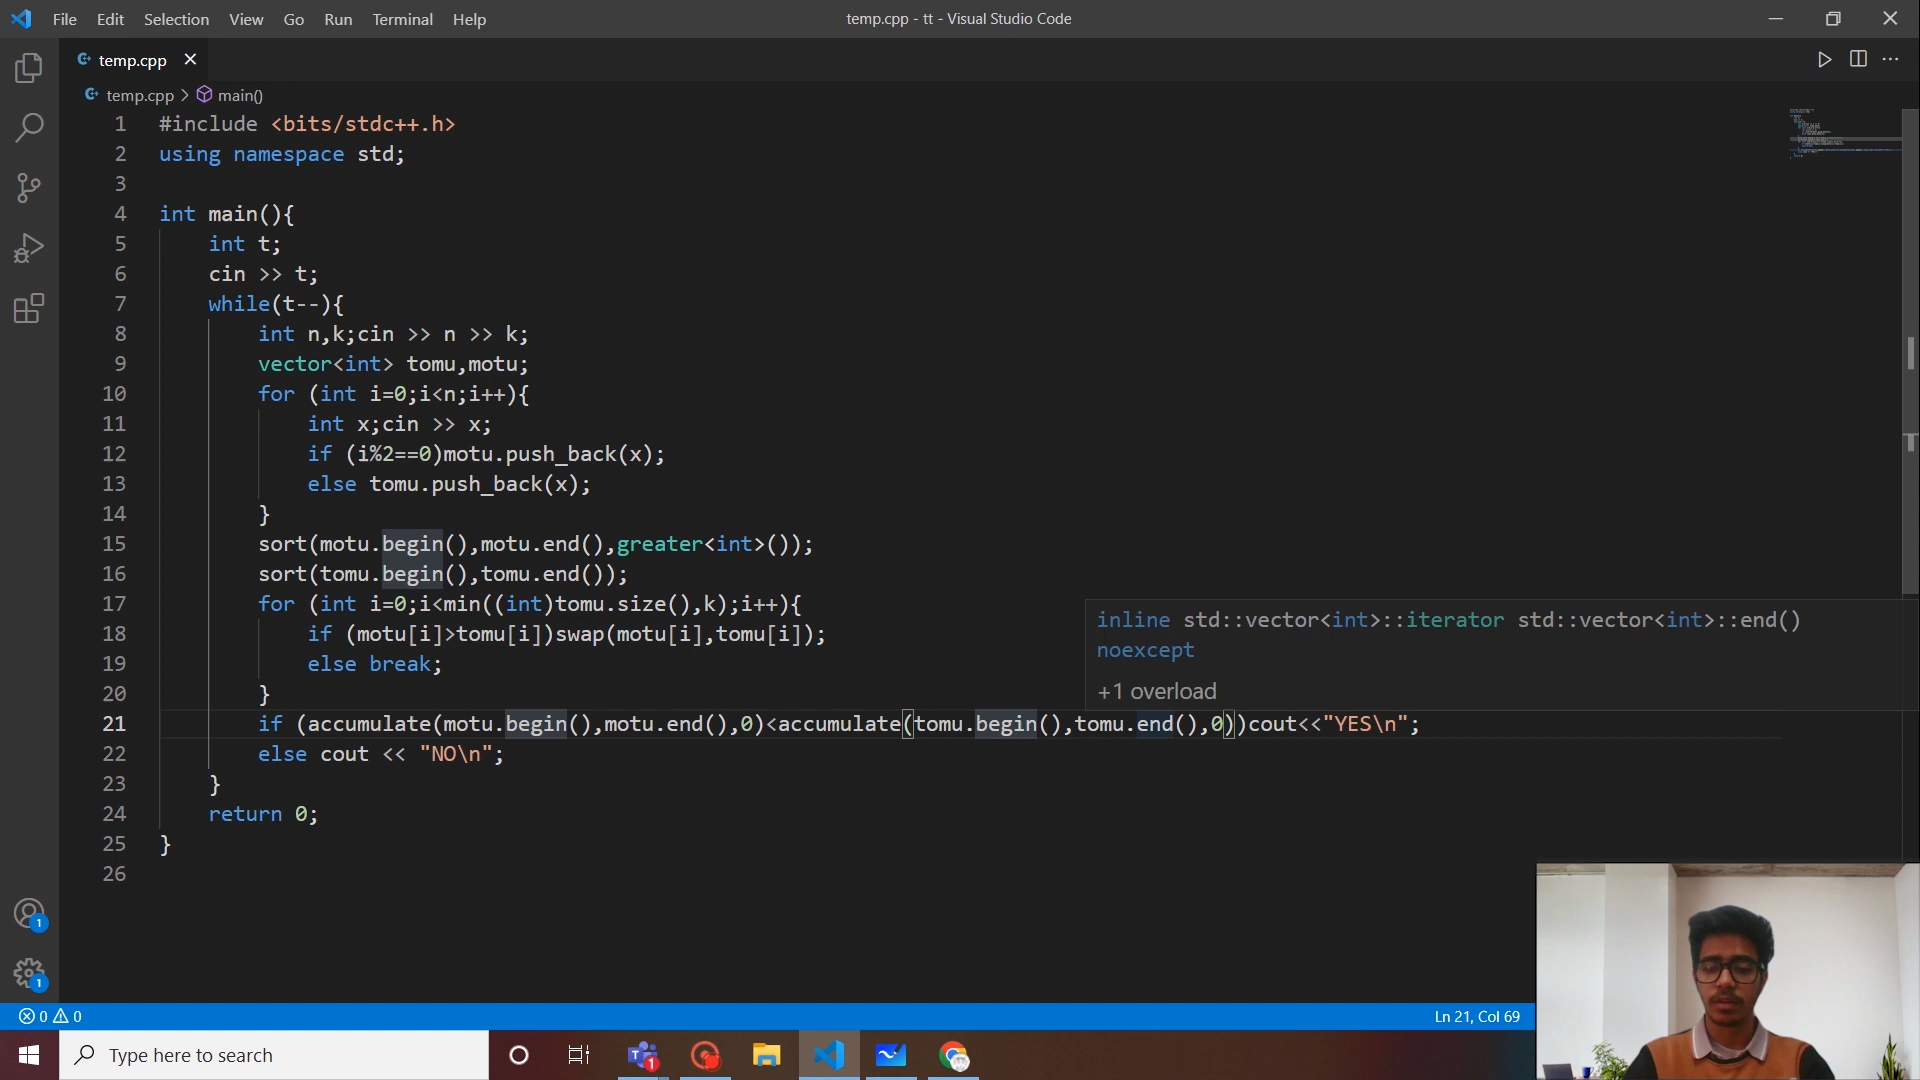 File Edit Selection View Go Run Terminal Help
temp.cpp - tt - Visual Studio Code
temp.cpp
temp.cpp > main()
1 #include <bits/stdc++.h>
2 using namespace std;
3
4 int main(){
5 int t;
6 cin >> t;
7 while(t--){
8 int n,k;cin >> n >> k;
9 vector<int> tomu,motu;
10 for (int i=0;i<n;i++){
11 int x;cin >> x;
12 if (i%2==0)motu.push_back(x);
13 else tomu.push_back(x);
14 }
15 sort(motu.begin(),motu.end(),greater<int>());
16 sort(tomu.begin(),tomu.end());
17 for (int i=0;i<min((int)tomu.size(),k);i++){
18 if (motu[i]>tomu[i])swap(motu[i],tomu[i]);
19 else break;
20 }
inline std::vector<int>::iterator std::vector<int>::end()
noexcept
+1 overload
21 if (accumulate(motu.begin(),motu.end(),0)<accumulate(tomu.begin(),tomu.end(),0))cout<<"YES\n";
22 else cout << "NO\n";
23 }
24 return 0;
25 }
26
1
1
0 0
Ln 21, Col 69
Type here to search
T 1